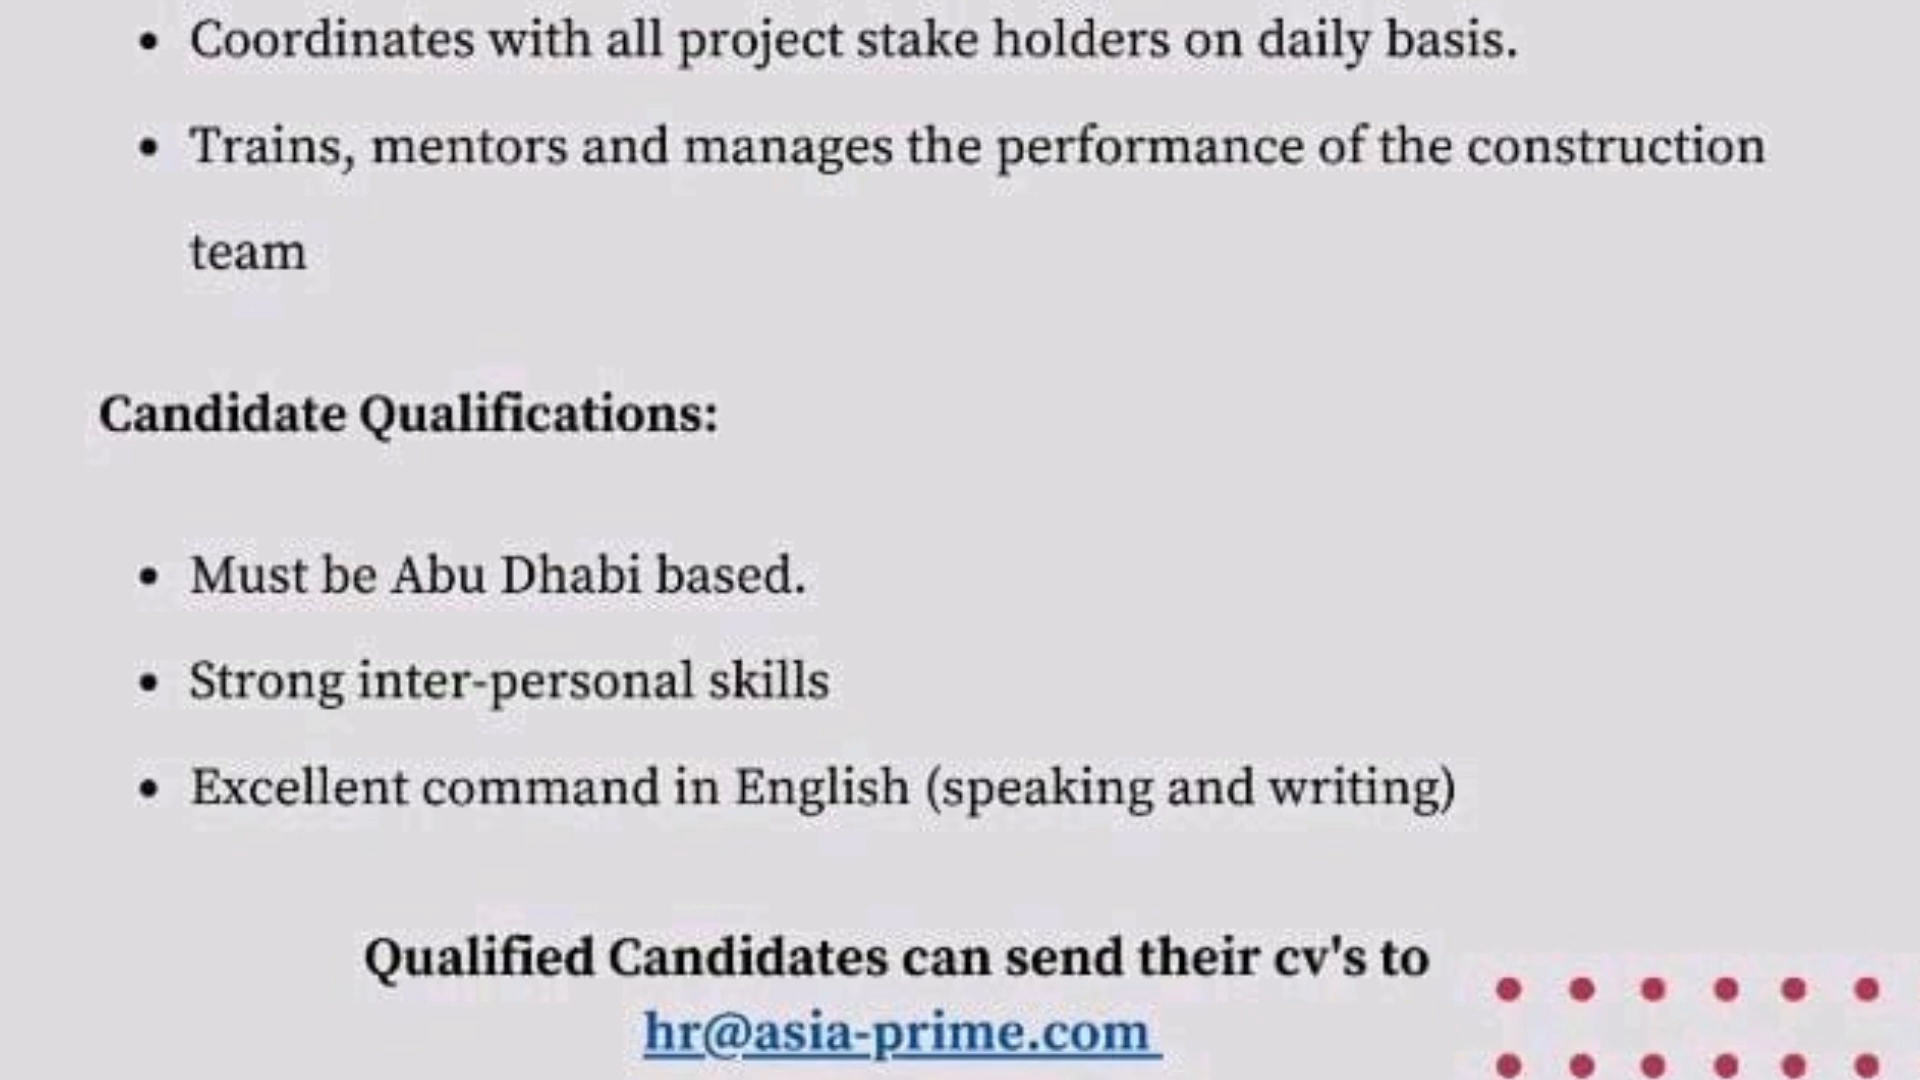 • Coordinates with all project stake holders on daily basis.
• Trains, mentors and manages the performance of the construction
team
Candidate Qualifications:
• Must be Abu Dhabi based.
• Strong inter-personal skills
• Excellent command in English (speaking and writing)
Qualified Candidates can send their cv's to
hr@asia-prime.com